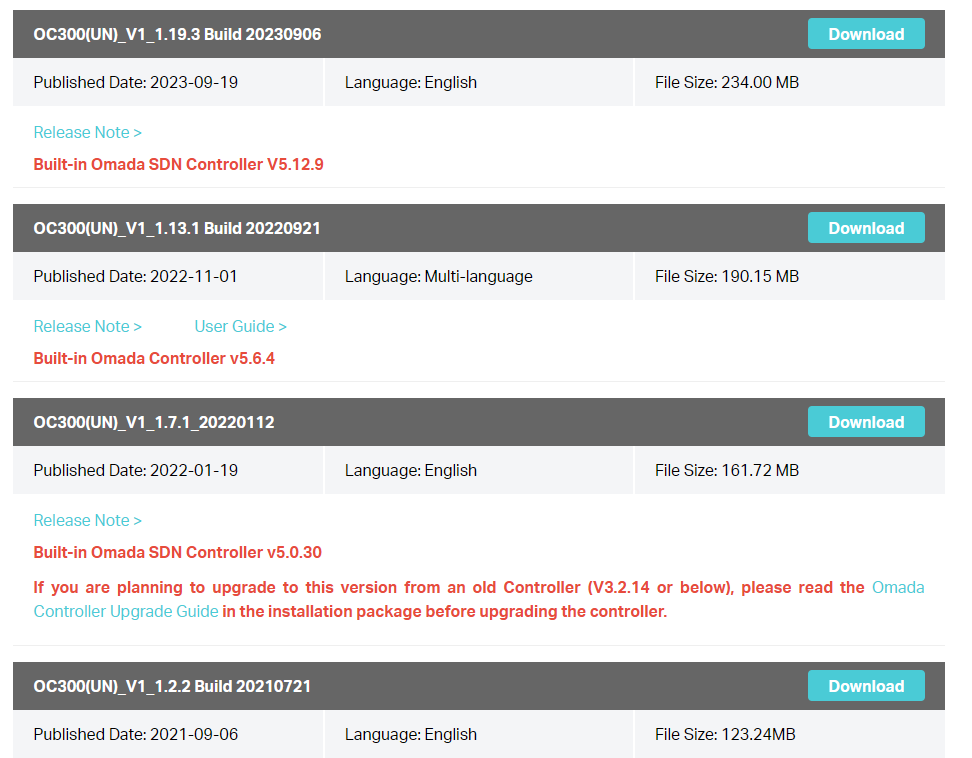 OC300(UN)_V1_1.19.3 Build 20230906
Download
Published Date: 2023-09-19
Language: English
File Size: 234.00 MB
Release Note >
Built-in Omada SDN Controller V5.12.9
OC300(UN)_V1_1.13.1 Build 20220921
Download
Published Date: 2022-11-01
Language: Multi-language
File Size: 190.15 MB
Release Note >
User Guide >
Built-in Omada Controller v5.6.4
OC300(UN)_V1_1.7.1_20220112
Download
Published Date: 2022-01-19
Language: English
File Size: 161.72 MB
Release Note >
Built-in Omada SDN Controller v5.0.30
If you are planning to upgrade to this version from an old Controller (V3.2.14 or below), please read the Omada
Controller Upgrade Guide in the installation package before upgrading the controller.
OC300(UN)_V1_1.2.2 Build 20210721
Download
Published Date: 2021-09-06
Language: English
File Size: 123.24MB